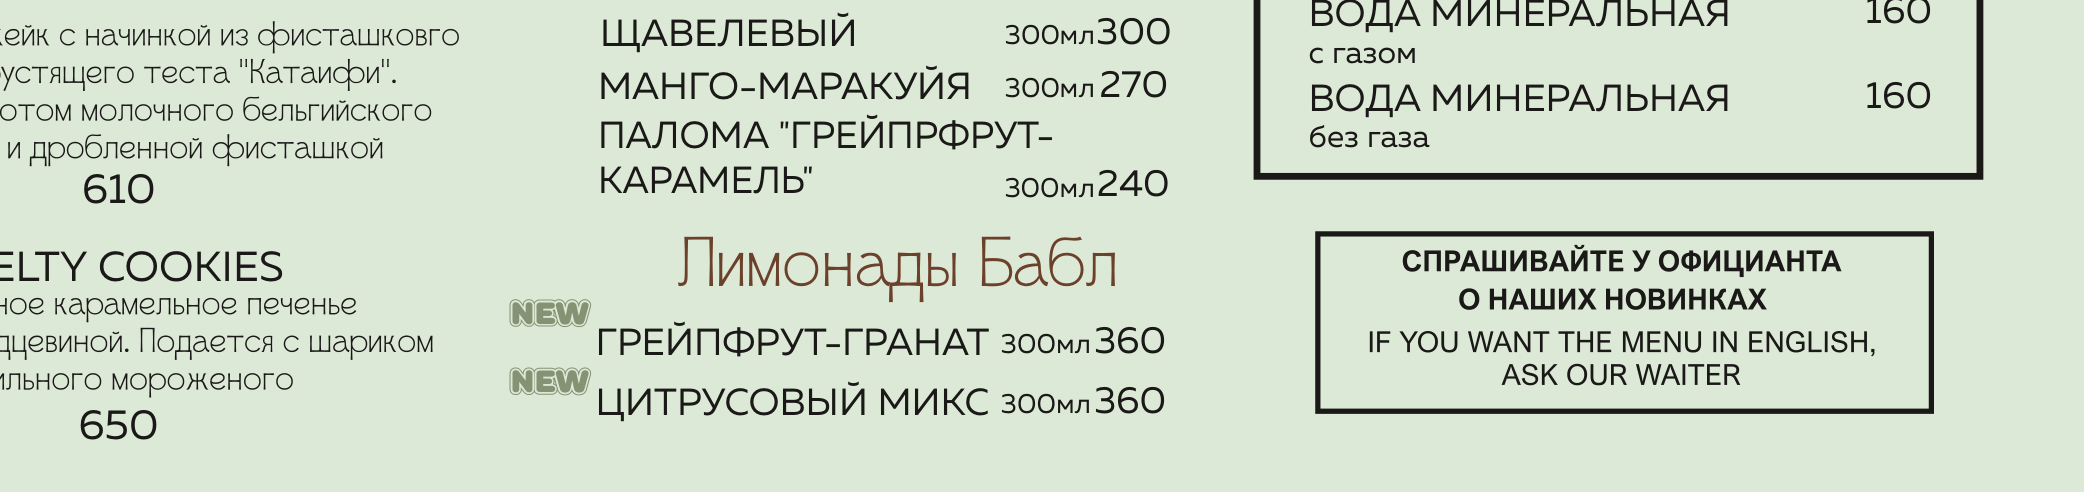 кейк с начинкой из фисташковго
рустящего теста "Катаифи".
отом молочного бельгийского
и дробленной фисташкой
610
ELTY COOKIES
ное карамельное печенье
дцевиной. Подается с шариком
ильного мороженого
650
ЩАВЕЛЕВЫЙ 300мл 300
МАНГО-МАРАКУЙЯ 300мл 270
ПАЛОМА "ГРЕЙПРФРУТ-
КАРАМЕЛЬ" 300мл 240
Лимонады Бабл
NEW ГРЕЙПФРУТ-ГРАНАТ 300мл 360
NEW ЦИТРУСОВЫЙ МИКС 300мл 360
ВОДА МИНЕРАЛЬНАЯ 160
с газом
ВОДА МИНЕРАЛЬНАЯ 160
без газа
СПРАШИВАЙТЕ У ОФИЦИАНТА
О НАШИХ НОВИНКАХ
IF YOU WANT THE MENU IN ENGLISH,
ASK OUR WAITER